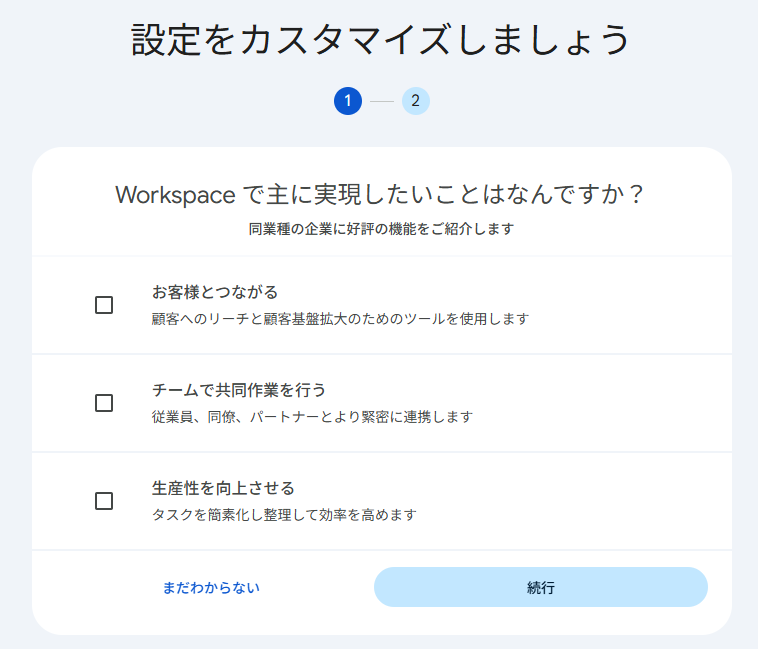 設定をカスタマイズしましょう
1
2
Workspace で主に実現したいことはなんですか？
同業種の企業に好評の機能をご紹介します
お客様とつながる
顧客へのリーチと顧客基盤拡大のためのツールを使用します
チームで共同作業を行う
従業員、同僚、パートナーとより緊密に連携します
生産性を向上させる
タスクを簡素化し整理して効率を高めます
まだわからない
続行